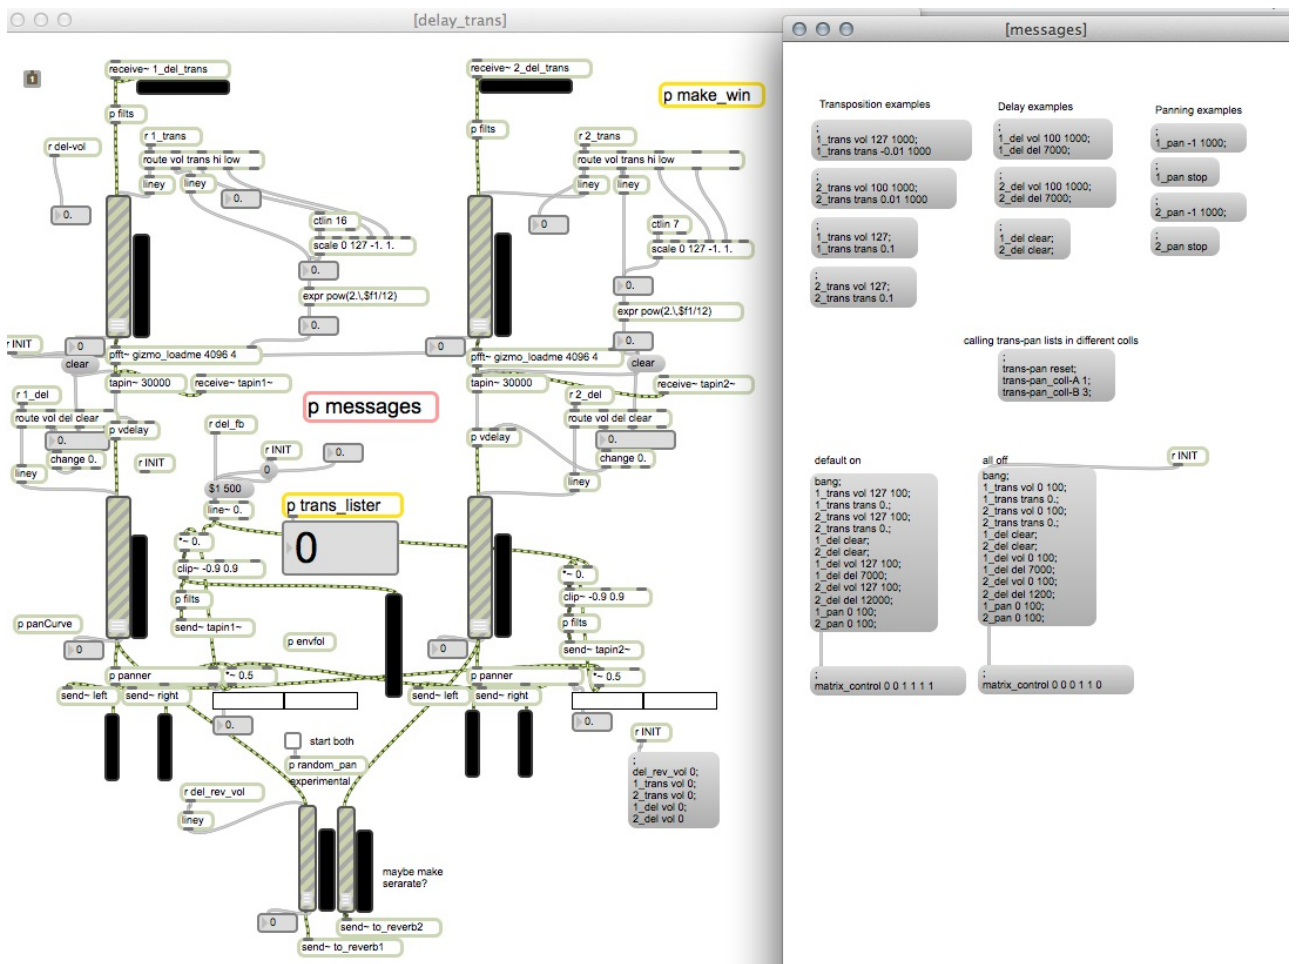 [delay_trans]
receive~ 1_del_trans
receive~ 2_del_trans
p make_win
p filts
p filts
r 1_trans
r 2_trans
r del-vol
route vol trans hi low
route vol trans hi low
liney
liney
liney
liney
0.
0.
0
ctlin 16
ctlin 7
scale 0 127 -1. 1.
scale 0 127 -1. 1.
0.
0.
expr pow(2.\,$f1/12)
expr pow(2.\,$f1/12)
0.
0.
r INIT
0
0
pfft~ gizmo_loadme 4096 4
pfft~ gizmo_loadme 4096 4
clear
clear
tapin~ 30000
receive~ tapin1~
tapin~ 30000
receive~ tapin2~
r 1_del
r 2_del
p messages
route vol del clear
route vol del clear
r del_fb
p vdelay
p vdelay
0.
0.
change 0.
change 0.
r INIT
r INIT
0
0.
liney
liney
$1 500
line~ 0.
p trans_lister
0
*~ 0.
*~ 0.
clip~ -0.9 0.9
clip~ -0.9 0.9
p filts
p filts
send~ tapin1~
send~ tapin2~
p panCurve
p envfol
0
0
p panner
*~ 0.5
p panner
*~ 0.5
send~ left
send~ right
send~ left
send~ right
0.
0.
start both
p random_pan
experimental
r INIT
;
del_rev_vol 0;
1_trans vol 0;
2_trans vol 0;
1_del vol 0;
2_del vol 0
r del_rev_vol
liney
maybe make
serarate?
0
send~ to_reverb2
send~ to_reverb1
[messages]
Transposition examples
Delay examples
Panning examples
;
1_trans vol 127 1000;
1_trans trans -0.01 1000
;
1_del vol 100 1000;
1_del del 7000;
;
1_pan -1 1000;
;
1_pan stop
;
2_trans vol 100 1000;
2_trans trans 0.01 1000
;
2_del vol 100 1000;
2_del del 7000;
;
2_pan -1 1000;
;
1_trans vol 127;
1_trans trans 0.1
;
1_del clear;
2_del clear;
;
2_pan stop
;
2_trans vol 127;
2_trans trans 0.1
calling trans-pan lists in different colls
;
trans-pan reset;
trans-pan_coll-A 1;
trans-pan_coll-B 3;
default on
all off
r INIT
bang;
1_trans vol 127 100;
1_trans trans 0.;
2_trans vol 127 100;
2_trans trans 0.;
1_del clear;
2_del clear;
1_del vol 127 100;
1_del del 7000;
2_del vol 127 100;
2_del del 12000;
1_pan 0 100;
2_pan 0 100;
bang;
1_trans vol 0 100;
1_trans trans 0.;
2_trans vol 0 100;
2_trans trans 0.;
1_del clear;
2_del clear;
1_del vol 0 100;
1_del del 7000;
2_del vol 0 100;
2_del del 1200;
1_pan 0 100;
2_pan 0 100;
;
matrix_control 0 0 1 1 1 1
;
matrix_control 0 0 0 1 1 0